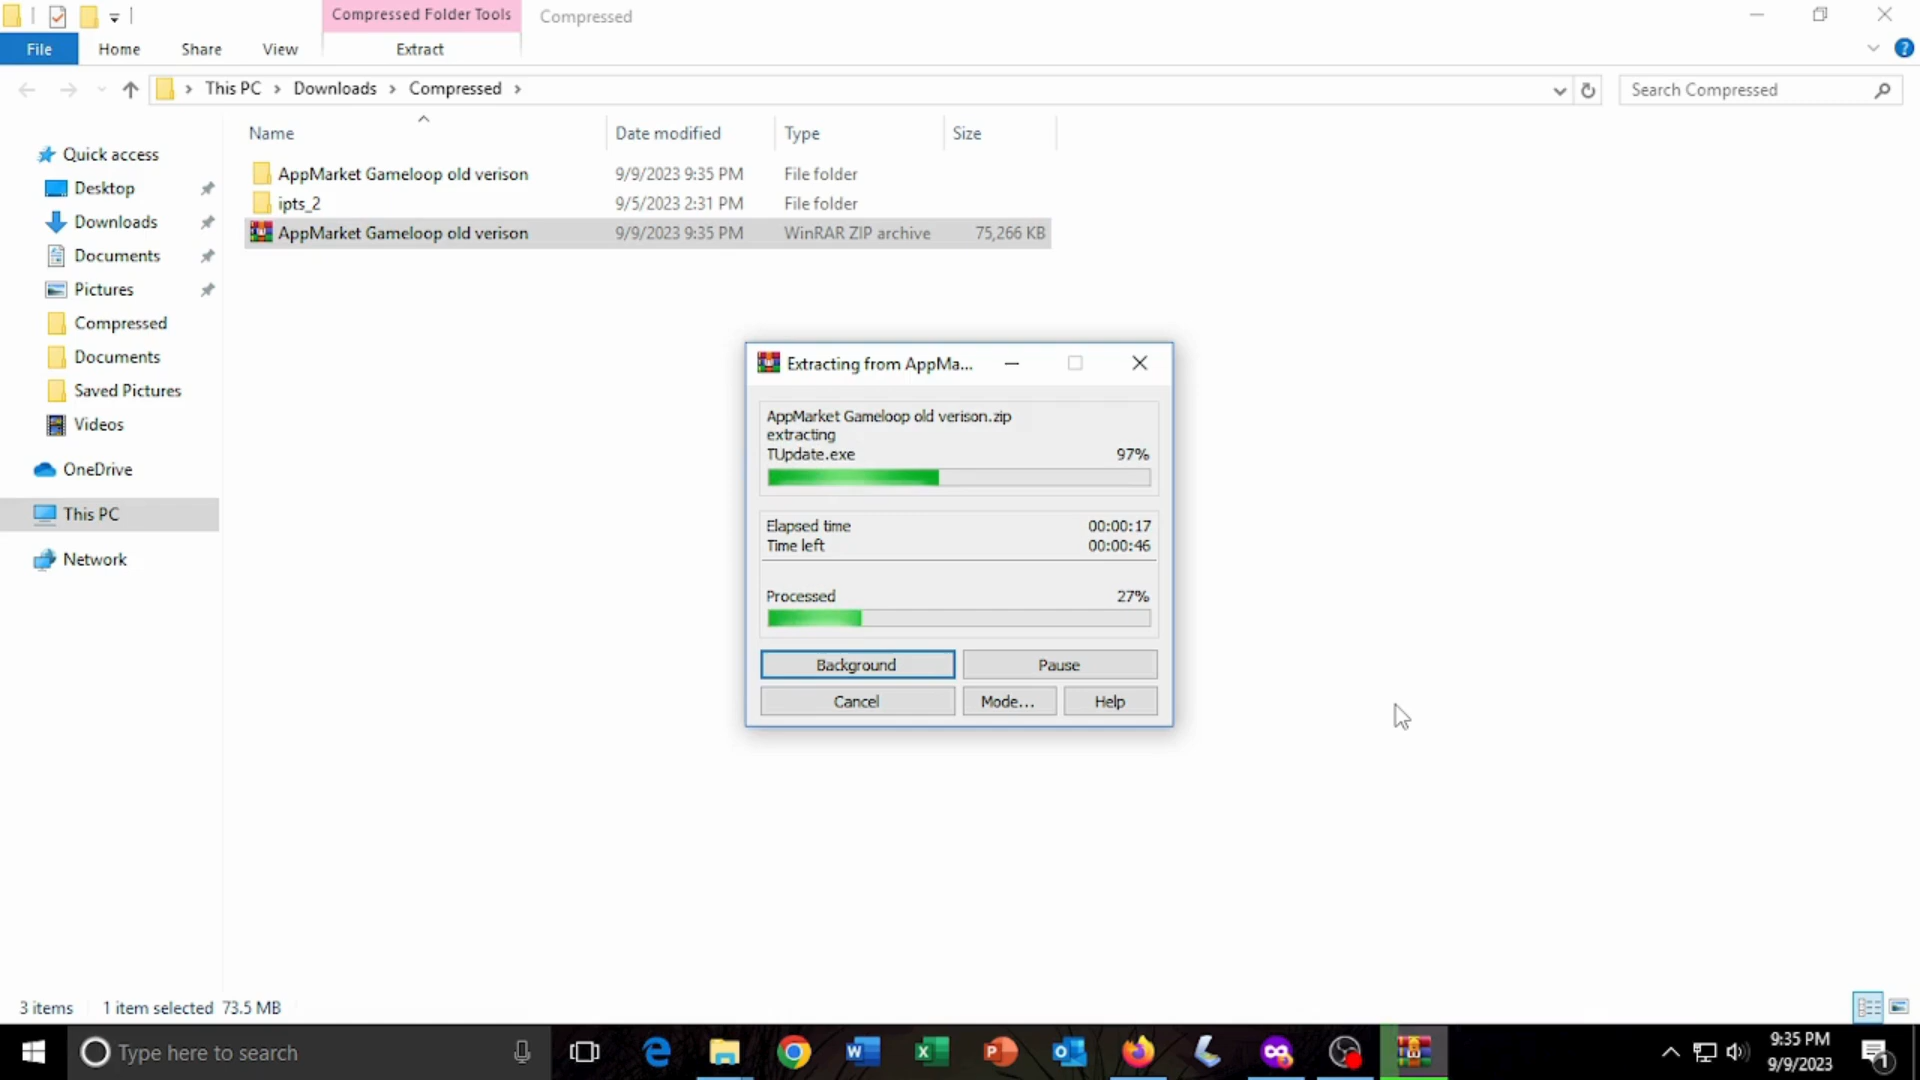 Compressed Folder Tools
Compressed
File
Home
Share
View
Extract
This PC
Downloads
Compressed
Search Compressed
Name
Date modified
Type
Size
Quick access
Desktop
Downloads
Documents
Pictures
Compressed
Documents
Saved Pictures
Videos
OneDrive
This PC
Network
AppMarket Gameloop old verison 9/9/2023 9:35 PM File folder
ipts_2 9/5/2023 2:31 PM File folder
AppMarket Gameloop old verison 9/9/2023 9:35 PM WinRAR ZIP archive 75,266 KB
Extracting from AppMa...
AppMarket Gameloop old verison.zip
extracting
TUpdate.exe 97%
Elapsed time 00:00:17
Time left 00:00:46
Processed 27%
Background
Pause
Cancel
Mode...
Help
3 items 1 item selected 73.5 MB
Type here to search
9:35 PM
9/9/2023
1